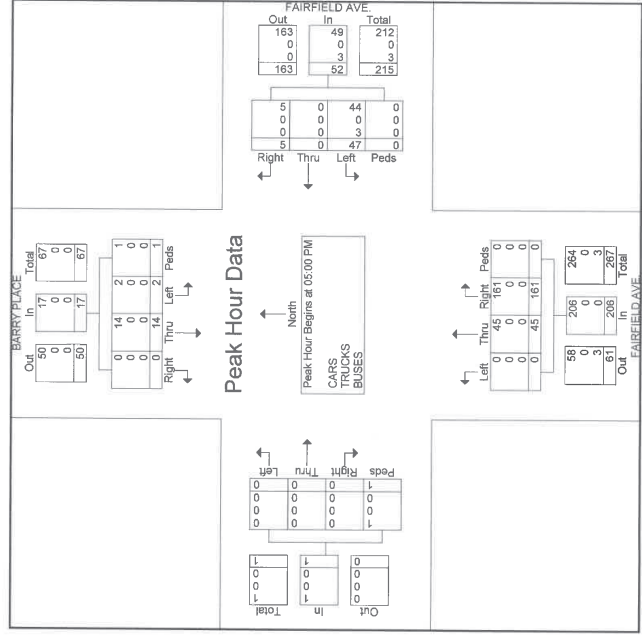 FAIRFIELD AVE.
Out In Total
163 49 212
0 0 0
0 3 3
163 52 215
5 0 44 0
0 0 0 0
0 0 3 0
5 0 47 0
Right Thru Left Peds
BARRY PLACE
Out In Total
50 17 67
0 0 0
0 0 0
50 17 67
0 14 2 1
0 0 0 0
0 0 0 0
0 14 2 1
Right Thru Left Peds
Peak Hour Data
North
Peak Hour Begins at 05:00 PM
CARS
TRUCKS
BUSES
Left Thru Right Peds
0 45 161 0
0 0 0 0
0 0 0 0
0 45 161 0
58 206 264
0 0 0
3 0 3
61 206 267
Out In Total
FAIRFIELD AVE.
Left Thru Right Peds
0 0 0 1
0 0 0 0
0 0 0 0
0 0 0 1
Total In Out
1 1 0
0 0 0
0 0 0
1 1 0